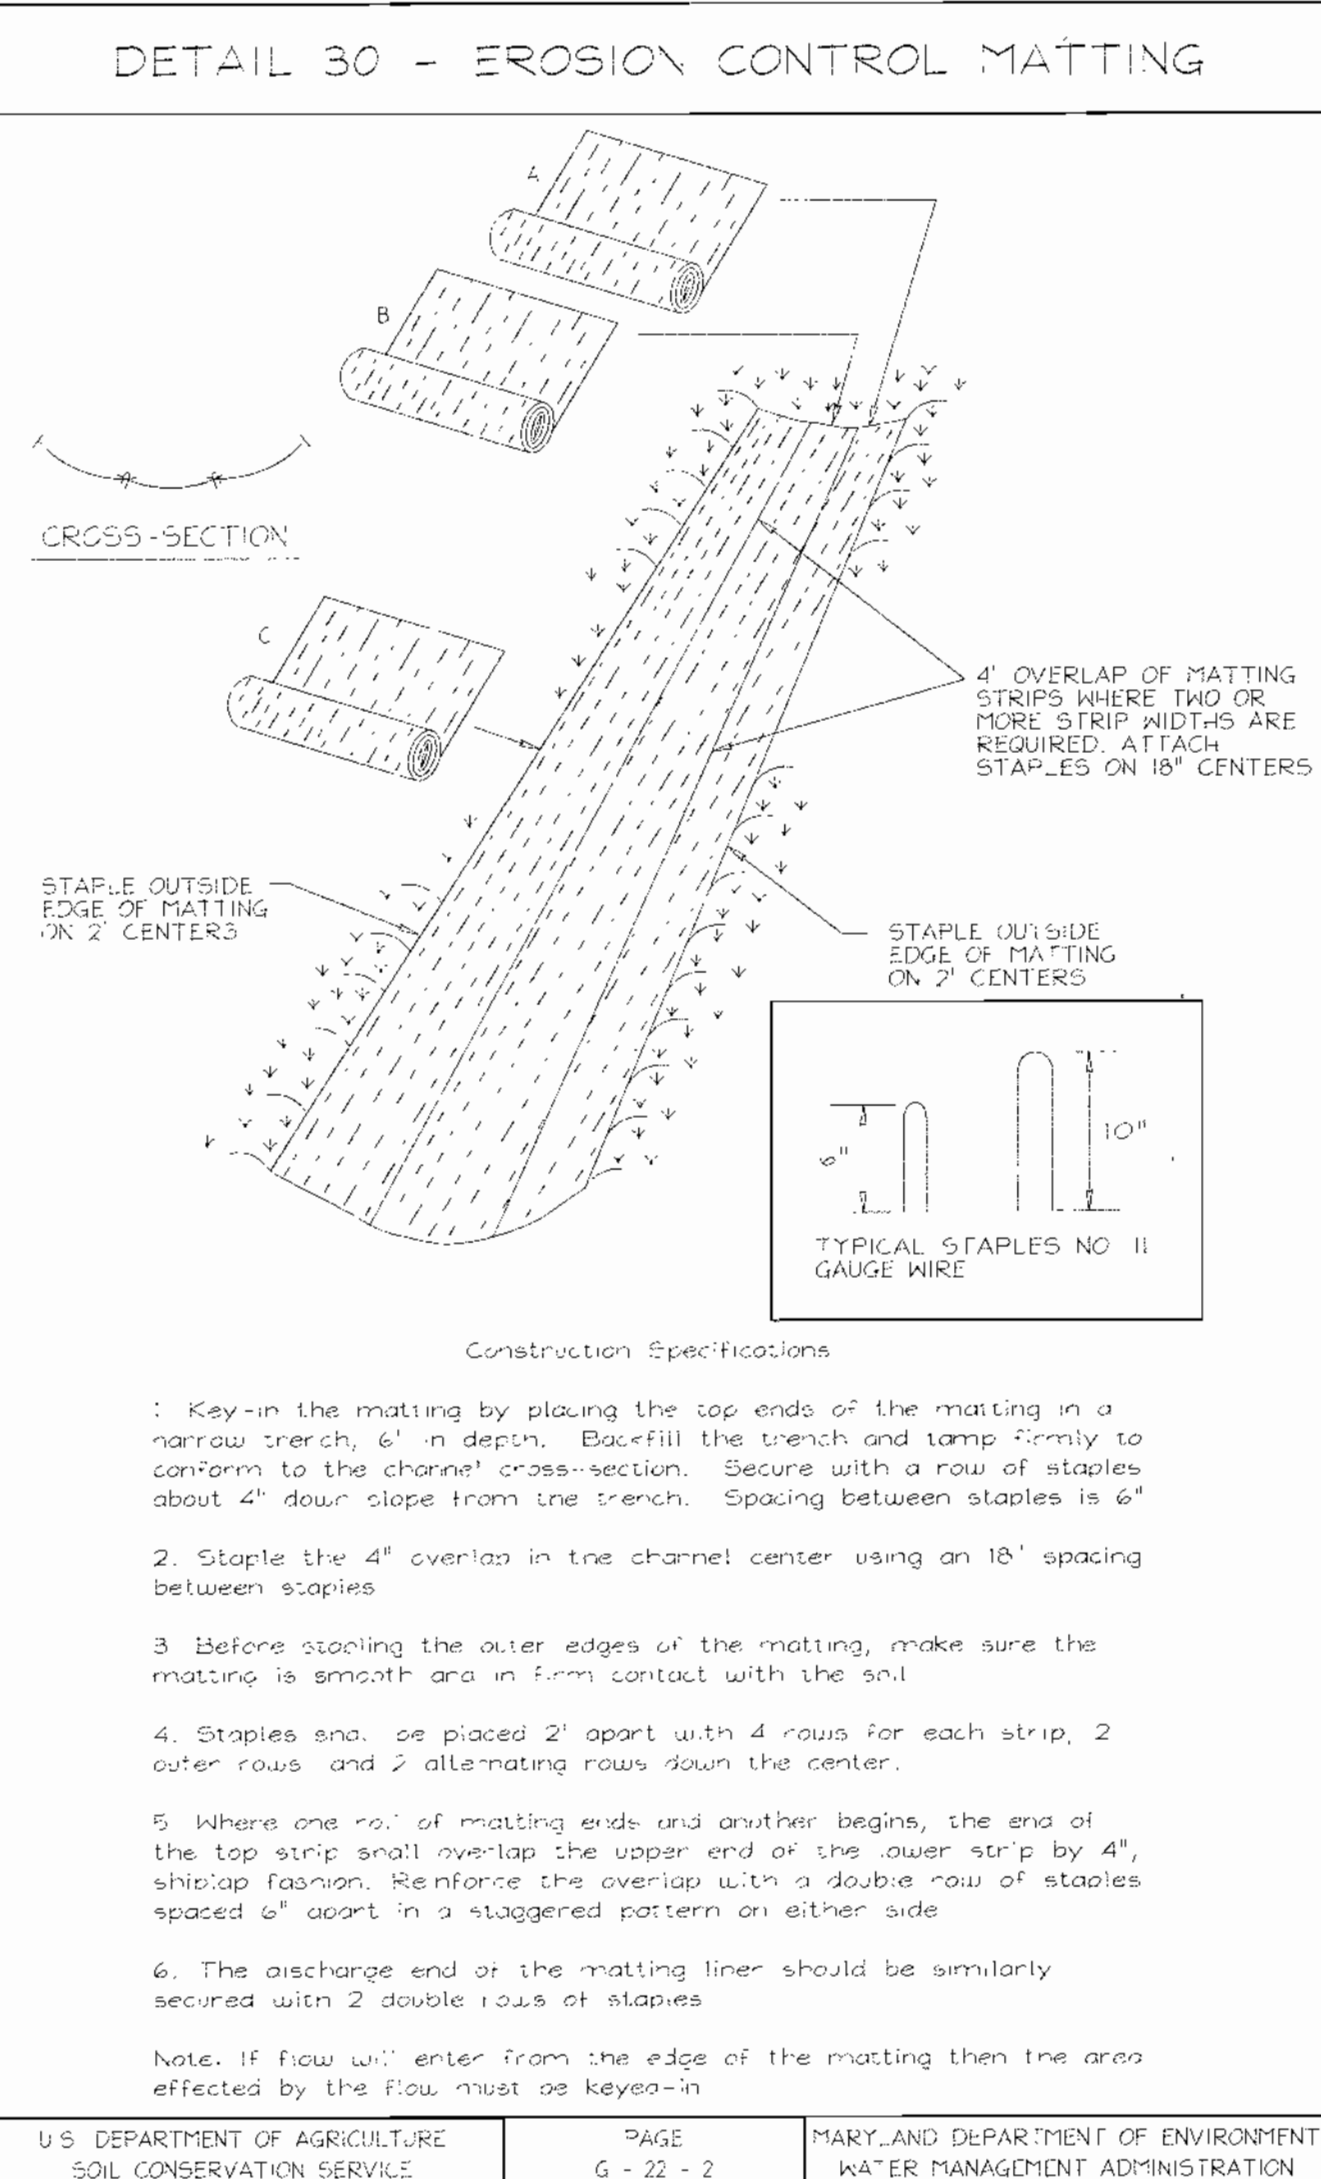 DETAIL 30 - EROSION CONTROL MATTING
A
B
CROSS-SECTION
C
4' OVERLAP OF MATTING
STRIPS WHERE TWO OR
MORE STRIP WIDTHS ARE
REQUIRED. ATTACH
STAPLES ON 18" CENTERS
STAPLE OUTSIDE
EDGE OF MATTING
ON 2' CENTERS
STAPLE OUTSIDE
EDGE OF MATTING
ON 2' CENTERS
6"
10"
TYPICAL STAPLES NO 11
GAUGE WIRE
Construction Specifications
1 Key-in the matting by placing the top ends of the matting in a
narrow trench, 6' in depth. Backfill the trench and tamp firmly to
conform to the channel cross-section. Secure with a row of staples
about 4" down slope from the trench. Spacing between staples is 6"
2. Staple the 4" overlap in the channel center using an 18' spacing
between staples
3 Before stapling the outer edges of the matting, make sure the
matting is smooth and in firm contact with the soil
4. Staples shall be placed 2' apart with 4 rows for each strip, 2
outer rows and 2 alternating rows down the center.
5 Where one roll of matting ends and another begins, the end of
the top strip shall overlap the upper end of the lower strip by 4",
shiplap fashion. Reinforce the overlap with a double row of staples
spaced 6" apart in a staggered pattern on either side
6. The discharge end of the matting liner should be similarly
secured with 2 double rows of staples
Note. If flow will enter from the edge of the matting then the area
effected by the flow must be keyed-in
U S DEPARTMENT OF AGRICULTURE
SOIL CONSERVATION SERVICE
PAGE
G - 22 - 2
MARYLAND DEPARTMENT OF ENVIRONMENT
WATER MANAGEMENT ADMINISTRATION